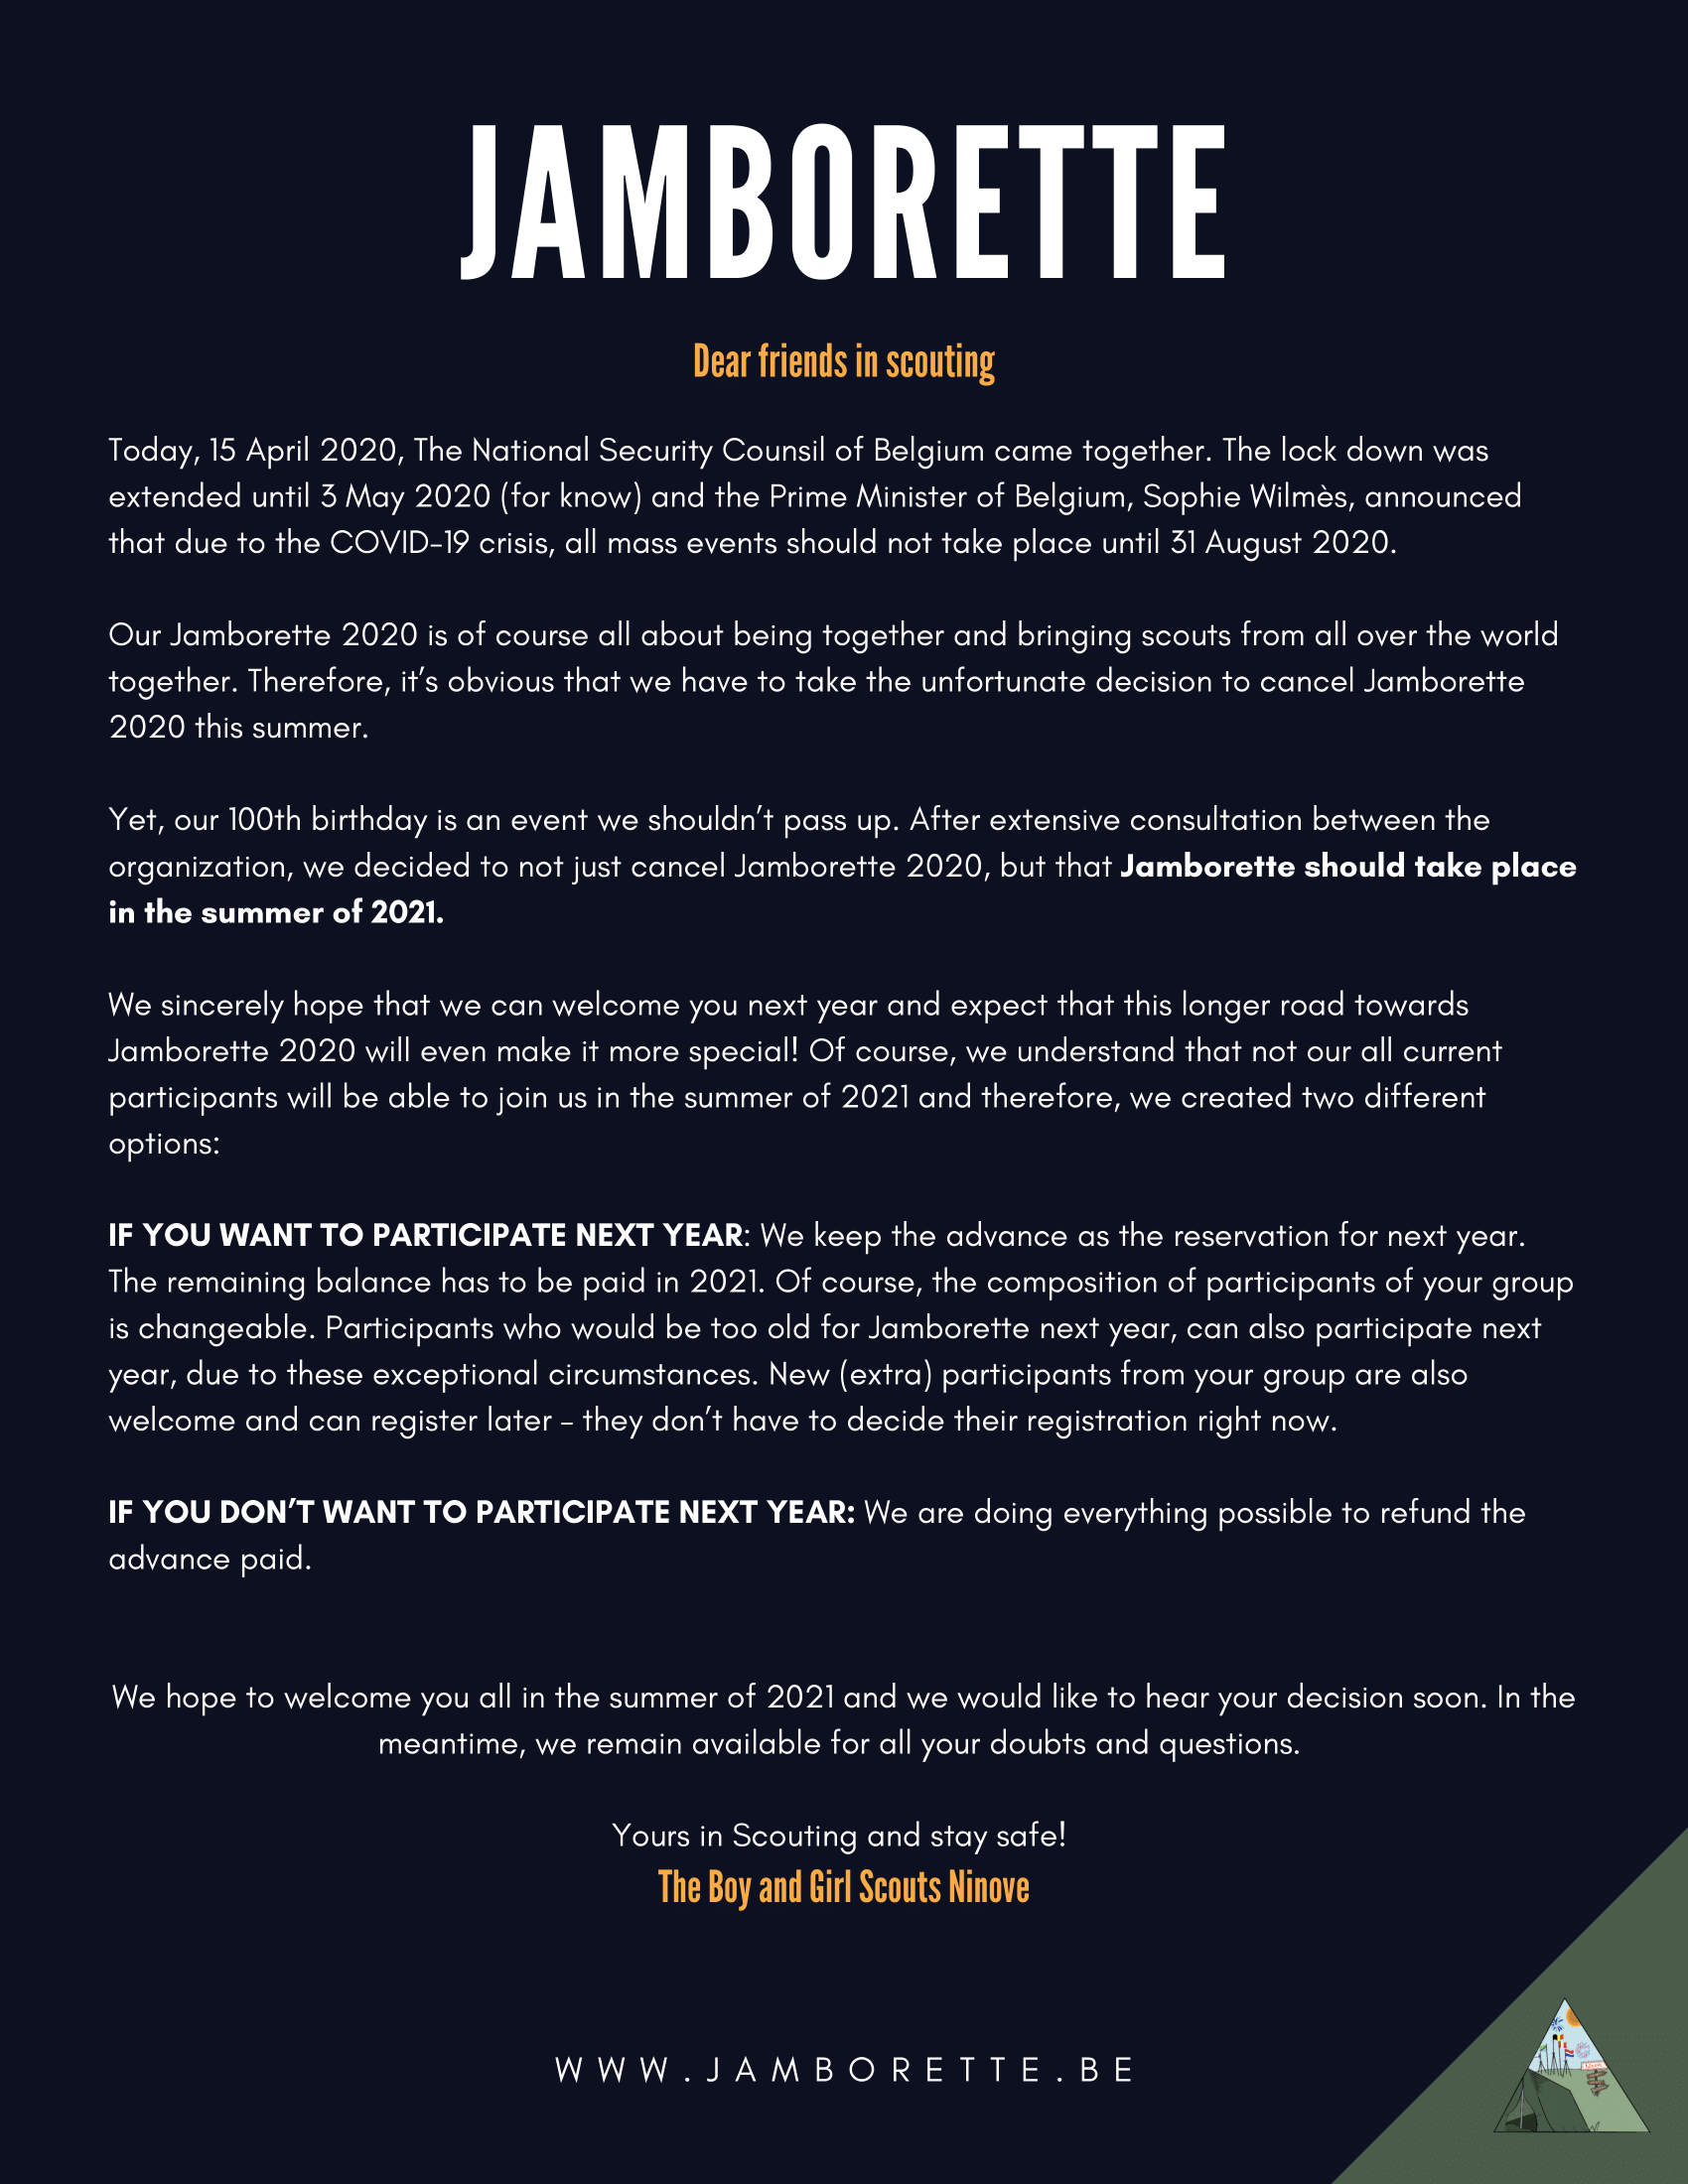 JAMBORETTE
Dear friends in scouting
Today, 15 April 2020, The National Security Counsil of Belgium came together. The lock down was
extended until 3 May 2020 (for know) and the Prime Minister of Belgium, Sophie Wilmès, announced
that due to the COVID-19 crisis, all mass events should not take place until 31 August 2020.
Our Jamborette 2020 is of course all about being together and bringing scouts from all over the world
together. Therefore, it's obvious that we have to take the unfortunate decision to cancel Jamborette
2020 this summer.
Yet, our 100th birthday is an event we shouldn't pass up. After extensive consultation between the
organization, we decided to not just cancel Jamborette 2020, but that Jamborette should take place
in the summer of 2021.
We sincerely hope that we can welcome you next year and expect that this longer road towards
Jamborette 2020 will even make it more special! Of course, we understand that not our all current
participants will be able to join us in the summer of 2021 and therefore, we created two different
options:
IF YOU WANT TO PARTICIPATE NEXT YEAR: We keep the advance as the reservation for next year.
The remaining balance has to be paid in 2021. Of course, the composition of participants of your group
is changeable. Participants who would be too old for Jamborette next year, can also participate next
year, due to these exceptional circumstances. New (extra) participants from your group are also
welcome and can register later – they don't have to decide their registration right now.
IF YOU DON'T WANT TO PARTICIPATE NEXT YEAR: We are doing everything possible to refund the
advance paid.
We hope to welcome you all in the summer of 2021 and we would like to hear your decision soon. In the
meantime, we remain available for all your doubts and questions.
Yours in Scouting and stay safe!
The Boy and Girl Scouts Ninove
WWW.JAMBORETTE.BE